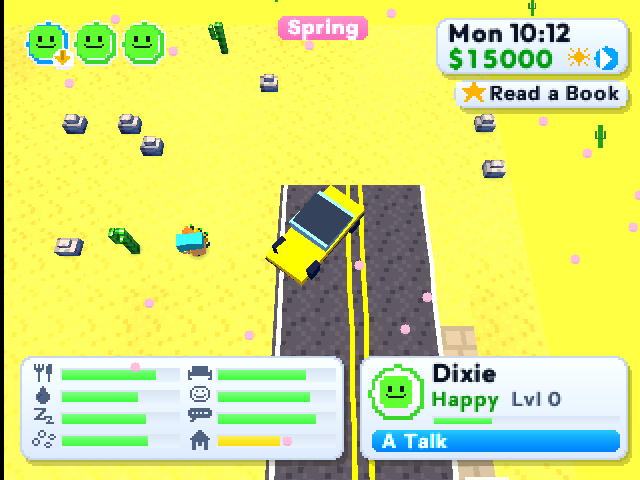 Spring
Mon 10:12
$15000
Read a Book
Dixie
Happy Lvl 0
A Talk